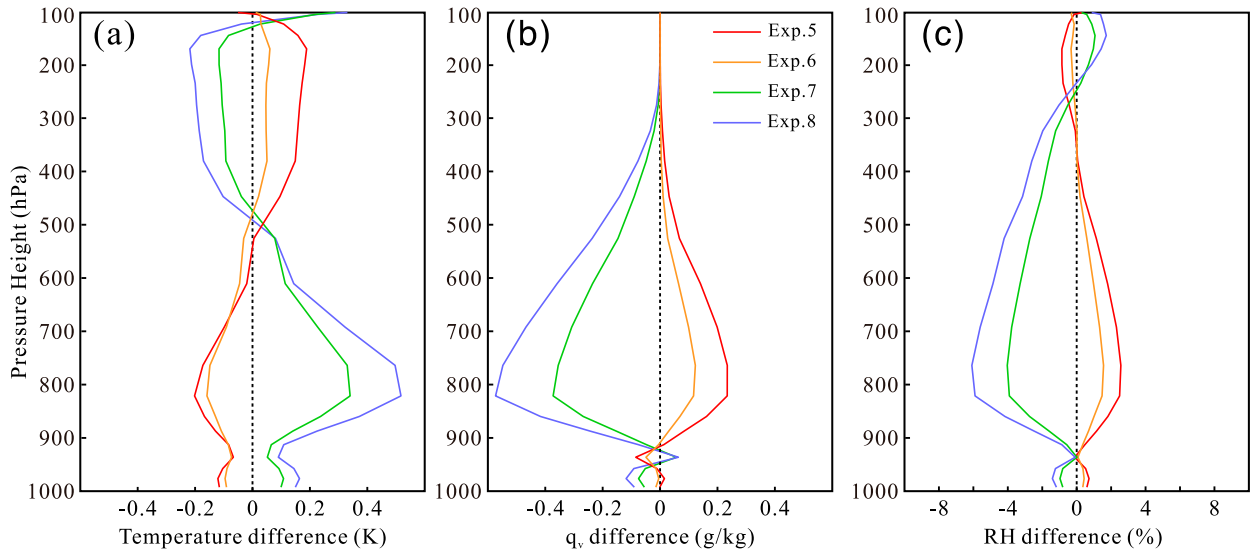 100
200
300
400
500
600
700
800
900
1000
Pressure Height (hPa)
(a)
-0.4 -0.2 0 0.2 0.4
Temperature difference (K)
100
200
300
400
500
600
700
800
900
1000
(b)
Exp.5
Exp.6
Exp.7
Exp.8
-0.4 -0.2 0 0.2 0.4
qv difference (g/kg)
100
200
300
400
500
600
700
800
900
1000
(c)
-8 -4 0 4 8
RH difference (%)